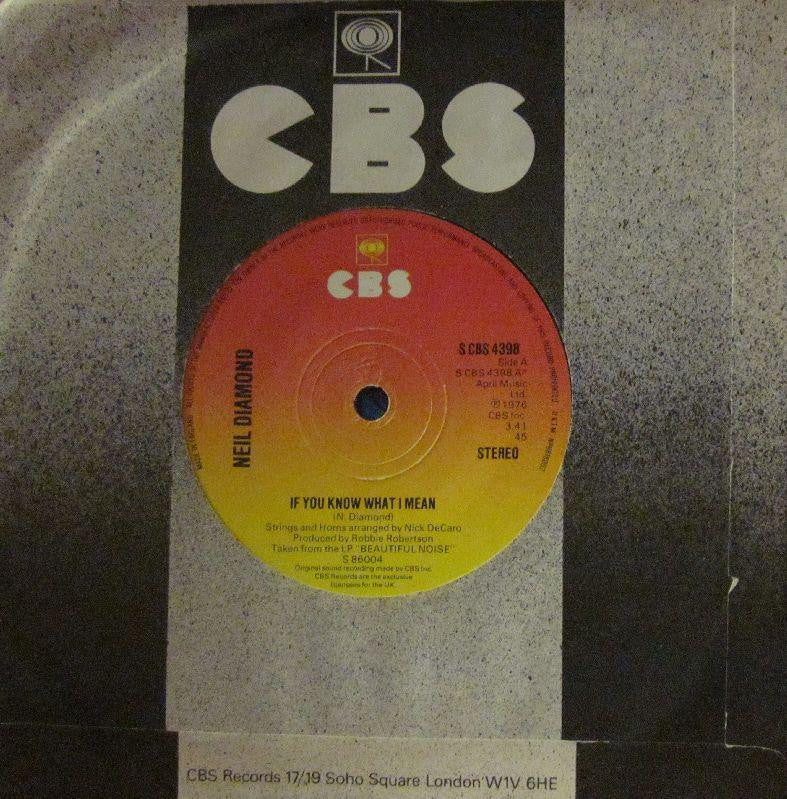 CBS
CBS
NEIL DIAMOND
S CBS 4398
Side A
S CBS 4398 A
April Music
Ltd.
℗ 1976
CBS Inc.
3.41
45
STEREO
IF YOU KNOW WHAT I MEAN
(N. Diamond)
Strings and Horns arranged by Nick DeCaro
Produced by Robbie Robertson
Taken from the LP. "BEAUTIFUL NOISE"
S 86004
Original sound recording made by CBS Inc.
CBS Records are the exclusive
licensees for the UK.
MADE IN ENGLAND
CBS Records 17/19 Soho Square London W1V 6HE